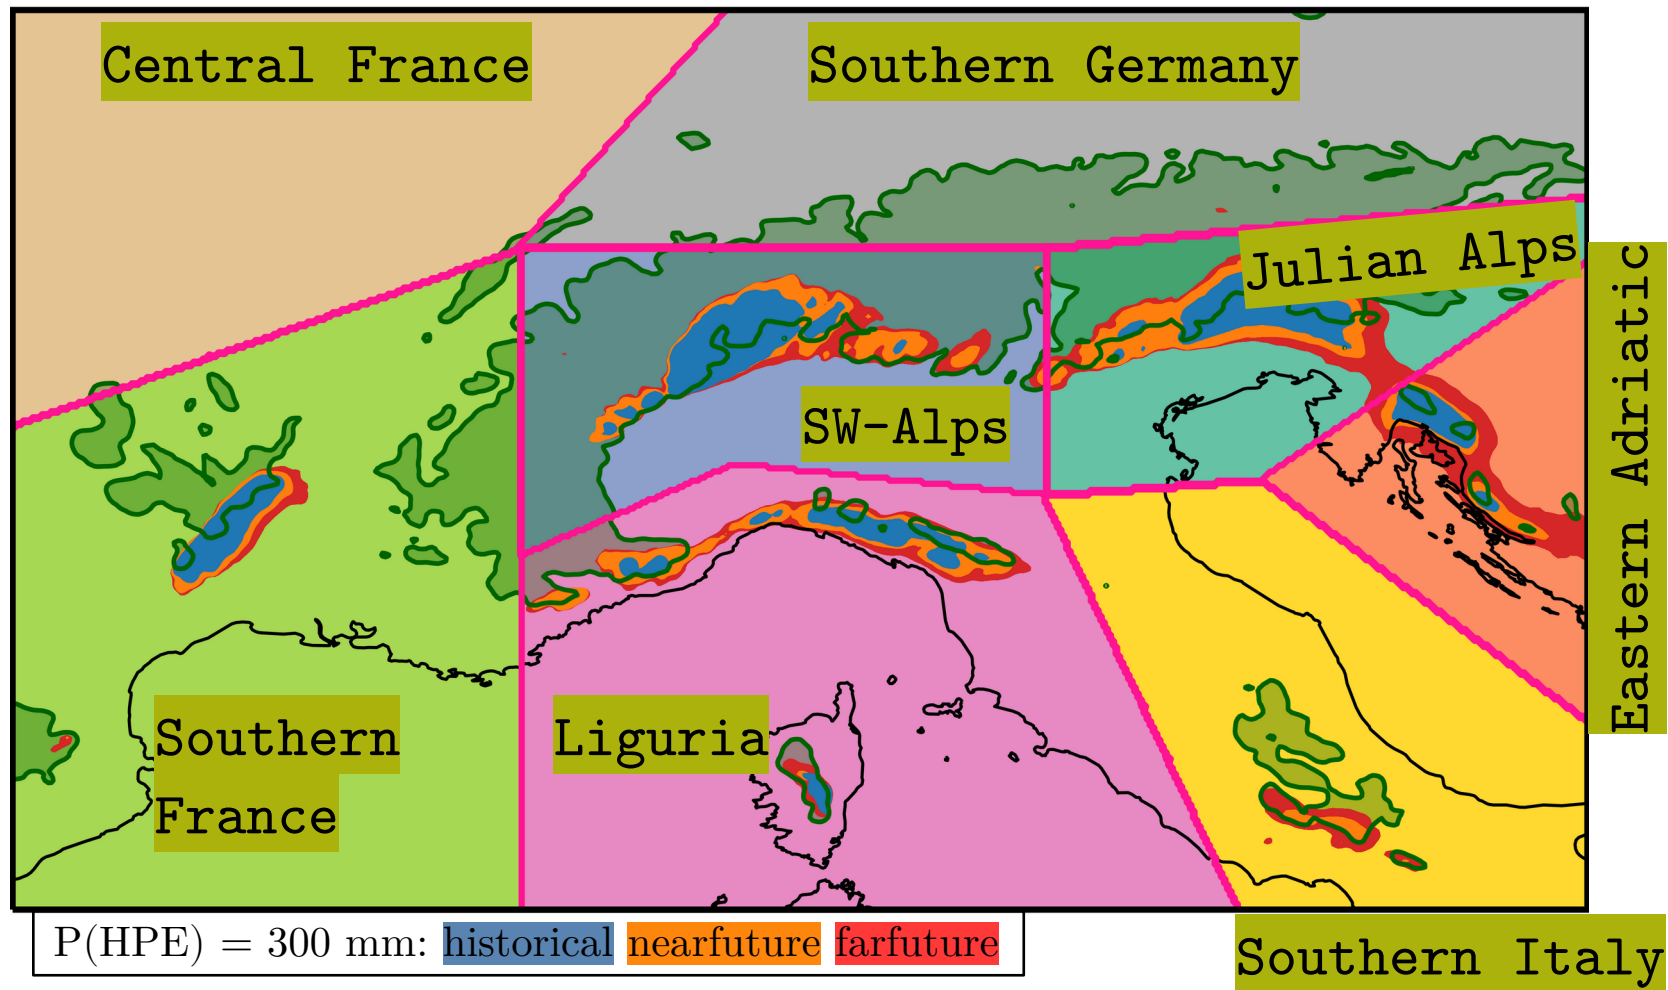 Central France
Southern Germany
Julian Alps
Eastern Adriatic
SW-Alps
Southern
France
Liguria
P(HPE) = 300 mm: historical nearfuture farfuture
Southern Italy